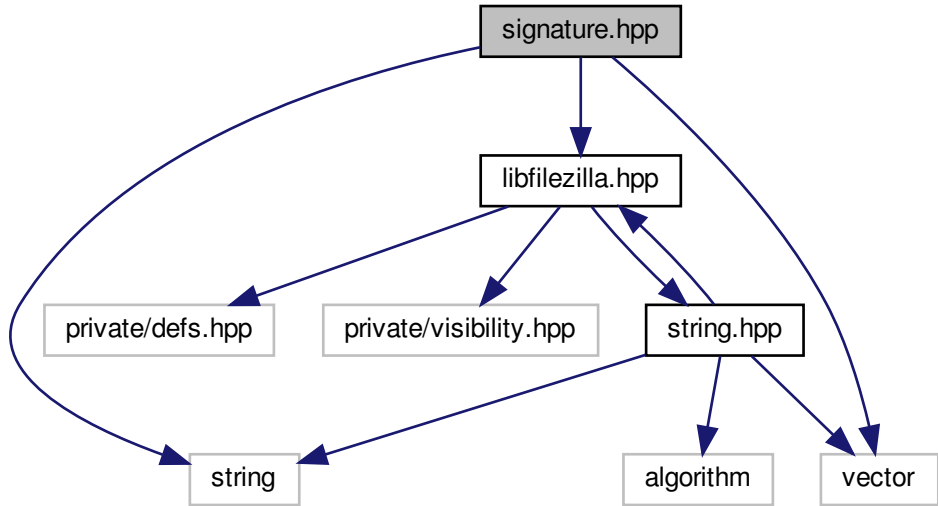 signature.hpp
libfilezilla.hpp
private/defs.hpp
private/visibility.hpp
string.hpp
string
algorithm
vector